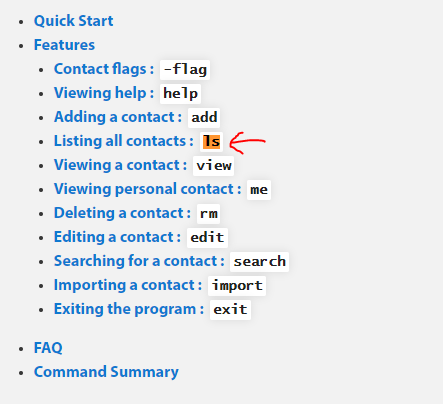 Quick Start
Features
Contact flags : -flag
Viewing help : help
Adding a contact : add
Listing all contacts : ls
Viewing a contact : view
Viewing personal contact : me
Deleting a contact : rm
Editing a contact : edit
Searching for a contact : search
Importing a contact : import
Exiting the program : exit
FAQ
Command Summary